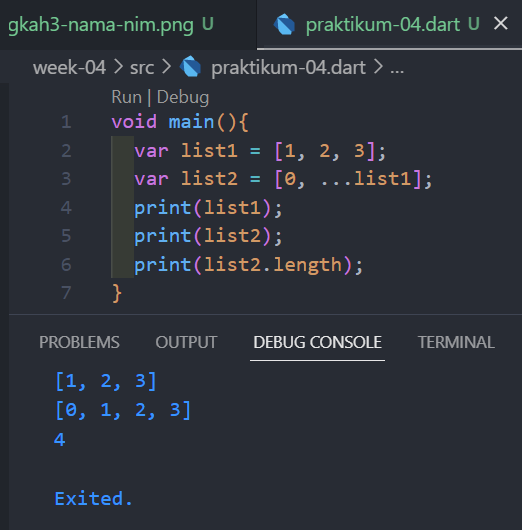 gkah3-nama-nim.png U praktikum-04.dart U ×
week-04 > src > praktikum-04.dart > ...
Run | Debug
1 void main(){
2 var list1 = [1, 2, 3];
3 var list2 = [0, ...list1];
4 print(list1);
5 print(list2);
6 print(list2.length);
7 }
PROBLEMS OUTPUT DEBUG CONSOLE TERMINAL
[1, 2, 3]
[0, 1, 2, 3]
4
Exited.